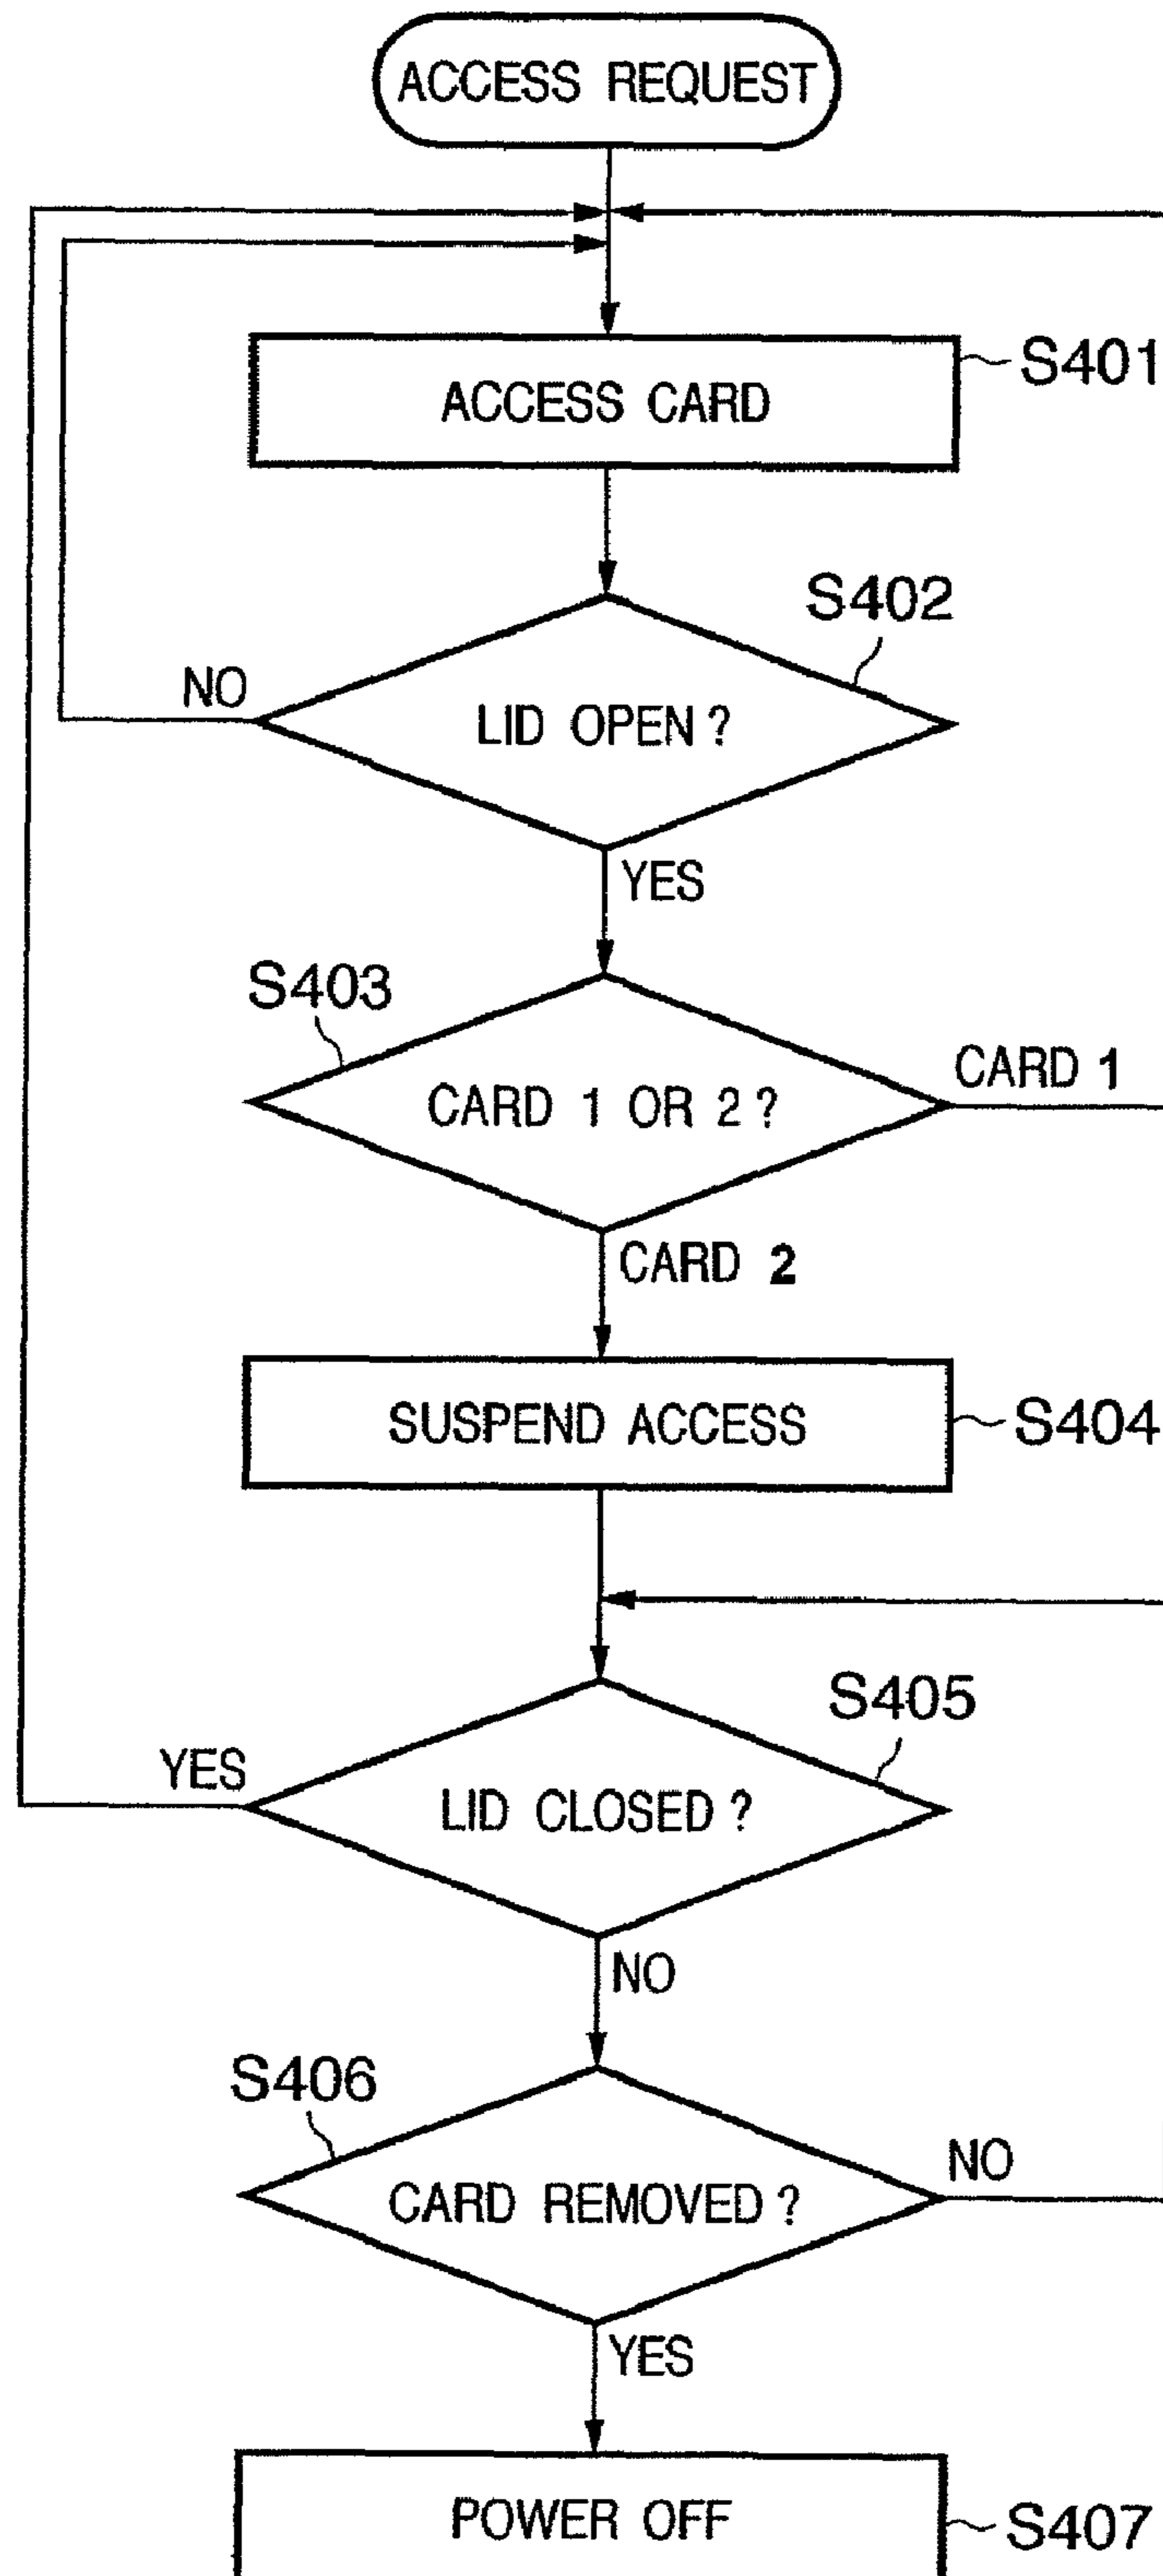 ACCESS REQUEST
ACCESS CARD
S401
S402
NO
LID OPEN?
YES
S403
CARD 1 OR 2?
CARD 1
CARD 2
SUSPEND ACCESS
S404
S405
YES
LID CLOSED?
NO
S406
CARD REMOVED?
NO
YES
POWER OFF
S407